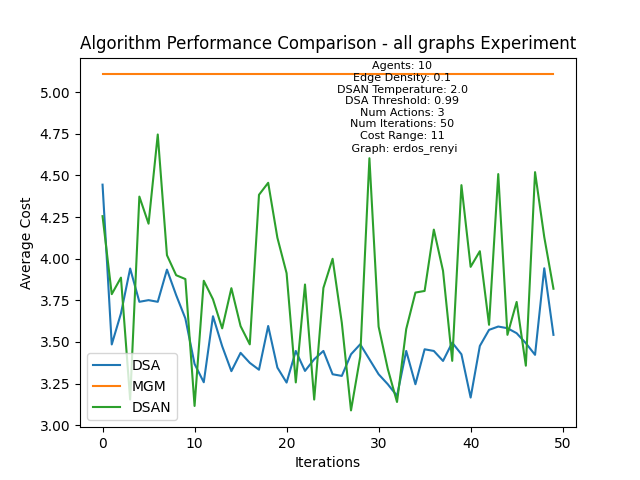 Algorithm Performance Comparison - all graphs Experiment
Agents: 10
Edge Density: 0.1
DSAN Temperature: 2.0
DSA Threshold: 0.99
Num Actions: 3
Num Iterations: 50
Cost Range: 11
Graph: erdos_renyi
Average Cost
5.00
4.75
4.50
4.25
4.00
3.75
3.50
3.25
3.00
DSA
MGM
DSAN
0 10 20 30 40 50
Iterations